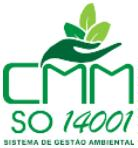 CMM
SO 14001
SISTEMA DE GESTÃO AMBIENTAL